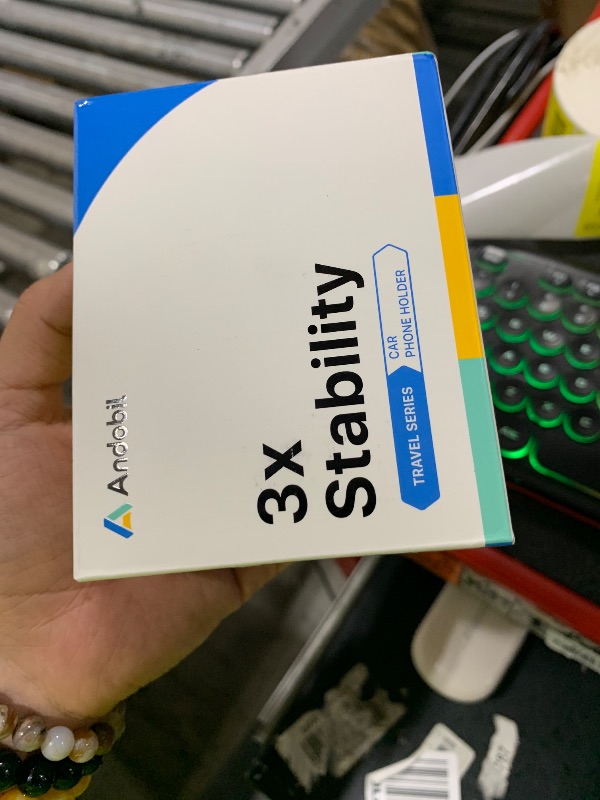 Andobil
3x
Stability
TRAVEL SERIES
CAR
PHONE HOLDER